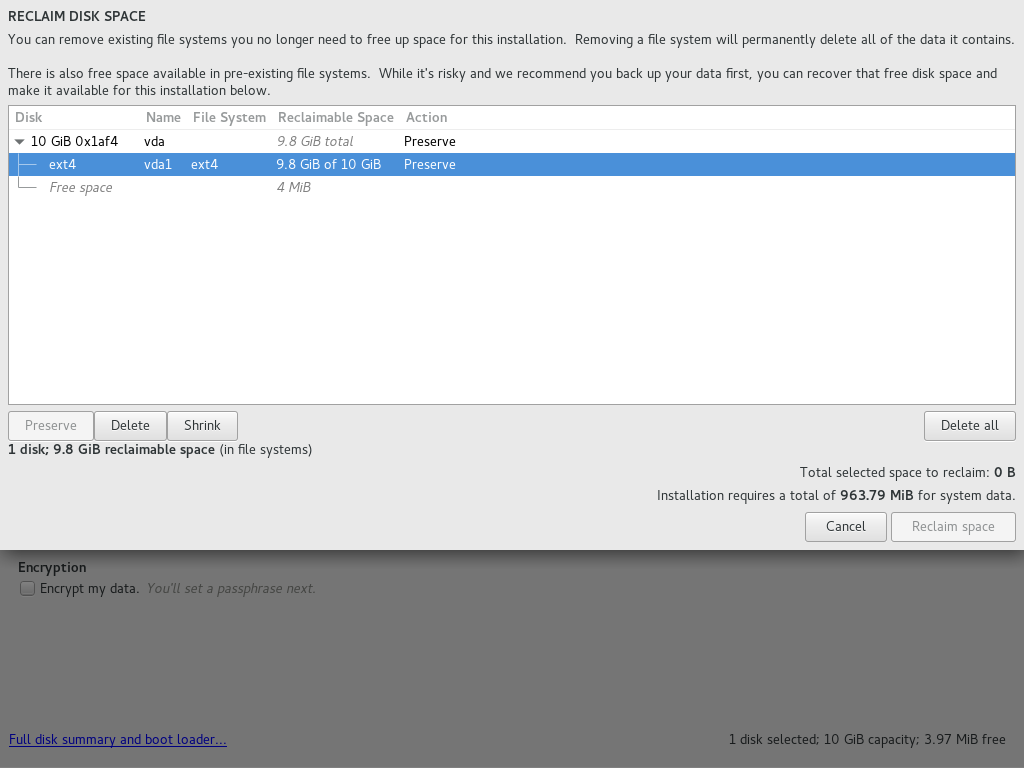 RECLAIM DISK SPACE
You can remove existing file systems you no longer need to free up space for this installation.  Removing a file system will permanently delete all of the data it contains.
There is also free space available in pre-existing file systems.  While it's risky and we recommend you back up your data first, you can recover that free disk space and
make it available for this installation below.
Disk Name File System Reclaimable Space Action
10 GiB 0x1af4 vda 9.8 GiB total Preserve
ext4 vda1 ext4 9.8 GiB of 10 GiB Preserve
Free space 4 MiB
Preserve Delete Shrink Delete all
1 disk; 9.8 GiB reclaimable space (in file systems)
Total selected space to reclaim: 0 B
Installation requires a total of 963.79 MiB for system data.
Cancel Reclaim space
Encryption
Encrypt my data. You'll set a passphrase next.
Full disk summary and boot loader... 1 disk selected; 10 GiB capacity; 3.97 MiB free